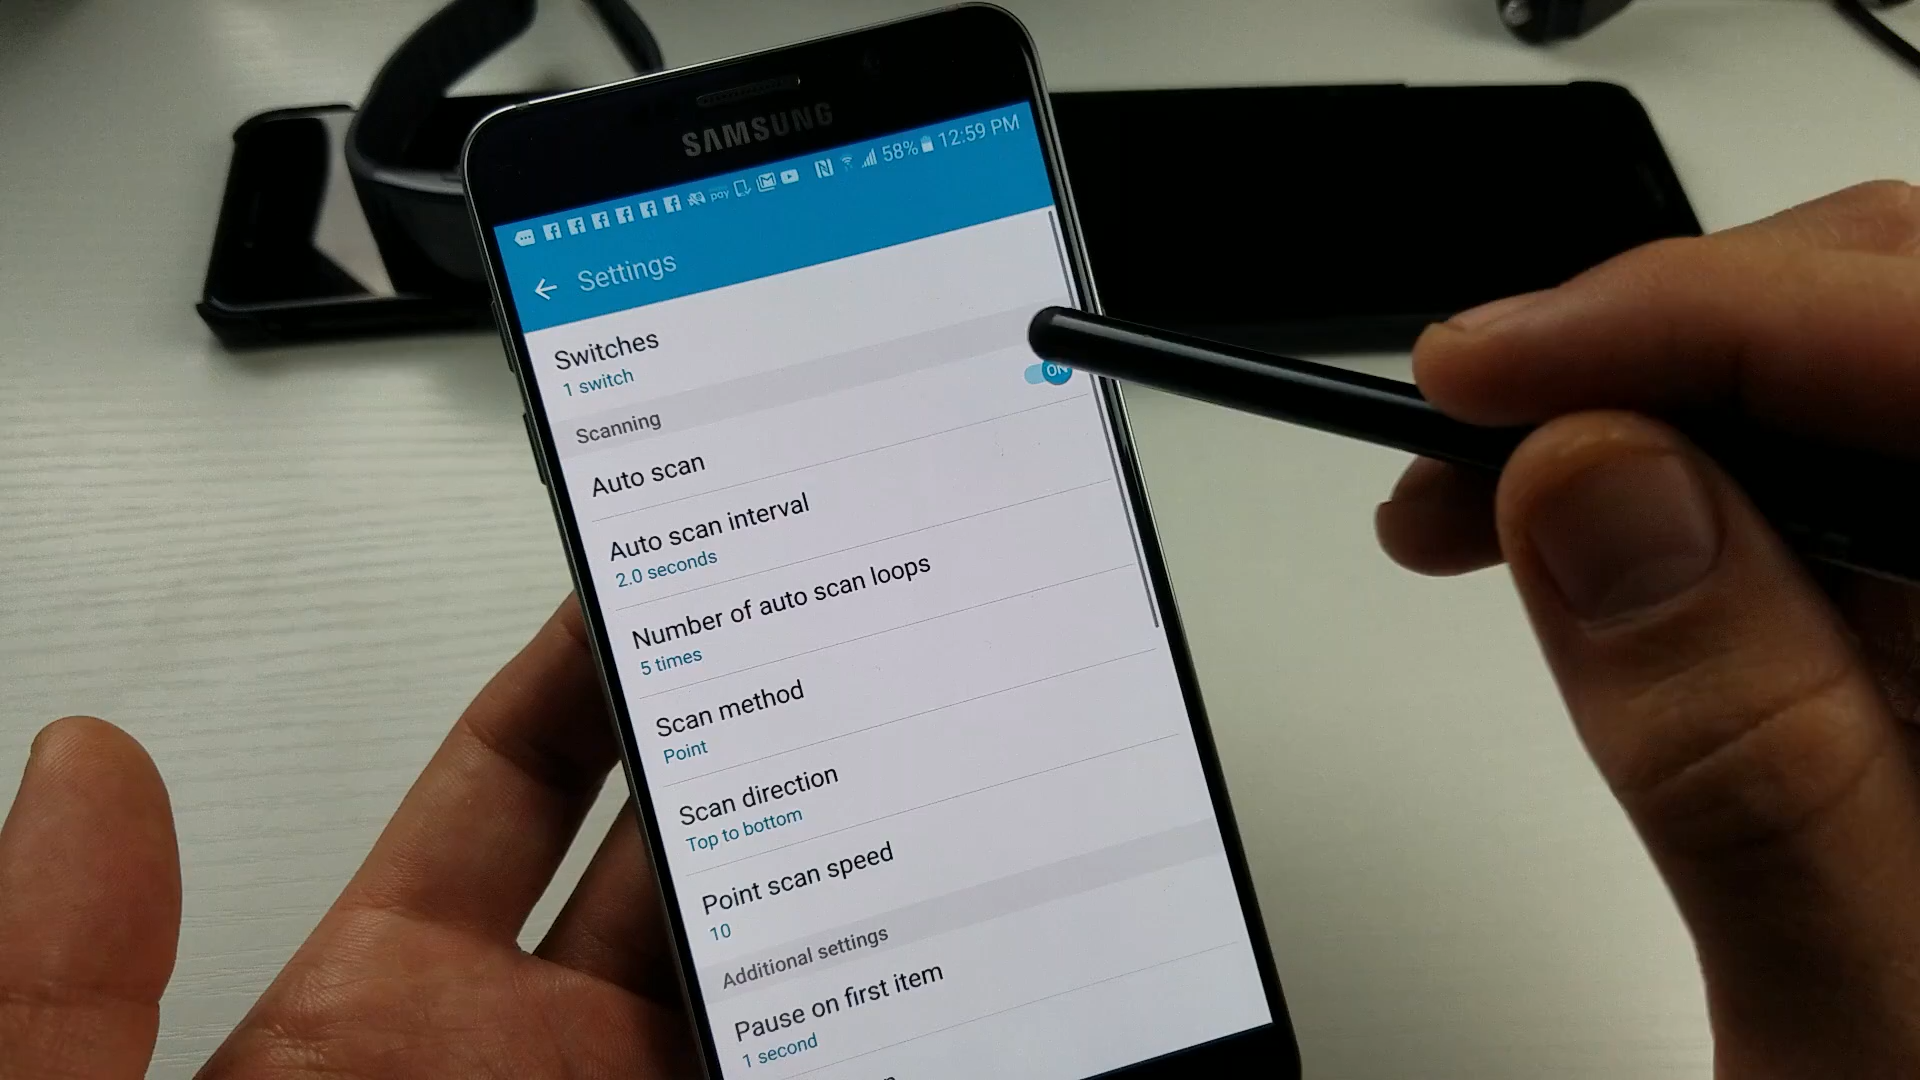 SAMSUNG
pay 58% 12:59 PM
Settings
Switches
1 switch
Scanning
Auto scan
ON
Auto scan interval
2.0 seconds
Number of auto scan loops
5 times
Scan method
Point
Scan direction
Top to bottom
Point scan speed
10
Additional settings
Pause on first item
1 second